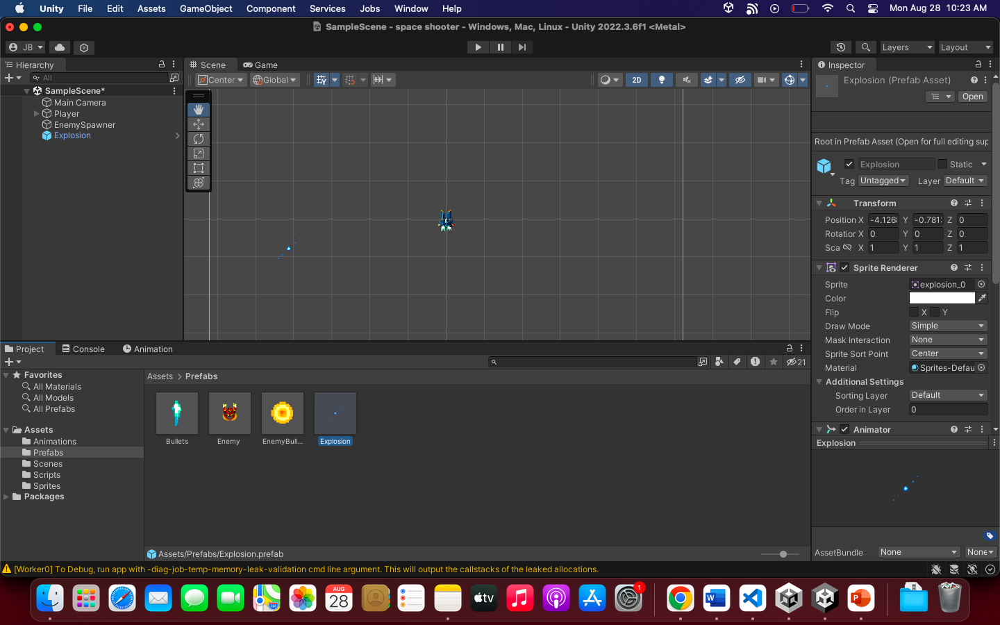 Unity File Edit Assets GameObject Component Services Jobs Window Help Mon Aug 28 10:23 AM
SampleScene - space shooter - Windows, Mac, Linux - Unity 2022.3.6f1 <Metal>
JB Layers Layout
Hierarchy
All
SampleScene*
Main Camera
Player
EnemySpawner
Explosion
Scene Game
Center Global 2D
Inspector
Explosion (Prefab Asset)
Open
Root in Prefab Asset (Open for full editing sup
Explosion Static
Tag Untagged Layer Default
Transform
Position X -4.126 Y -0.781 Z 0
Rotation X 0 Y 0 Z 0
Sca X 1 Y 1 Z 1
Sprite Renderer
Sprite explosion_0
Color
Flip X Y
Draw Mode Simple
Mask Interaction None
Sprite Sort Point Center
Material Sprites-Defau
Additional Settings
Sorting Layer Default
Order in Layer 0
Animator
Explosion
AssetBundle None None
Project Console Animation
21
Favorites
All Materials
All Models
All Prefabs
Assets
Animations
Prefabs
Scenes
Scripts
Sprites
Packages
Assets > Prefabs
Bullets Enemy EnemyBull... Explosion
Assets/Prefabs/Explosion.prefab
[Worker0] To Debug, run app with -diag-job-temp-memory-leak-validation cmd line argument. This will output the callstacks of the leaked allocations.
AUG
28
tv
1
W
P